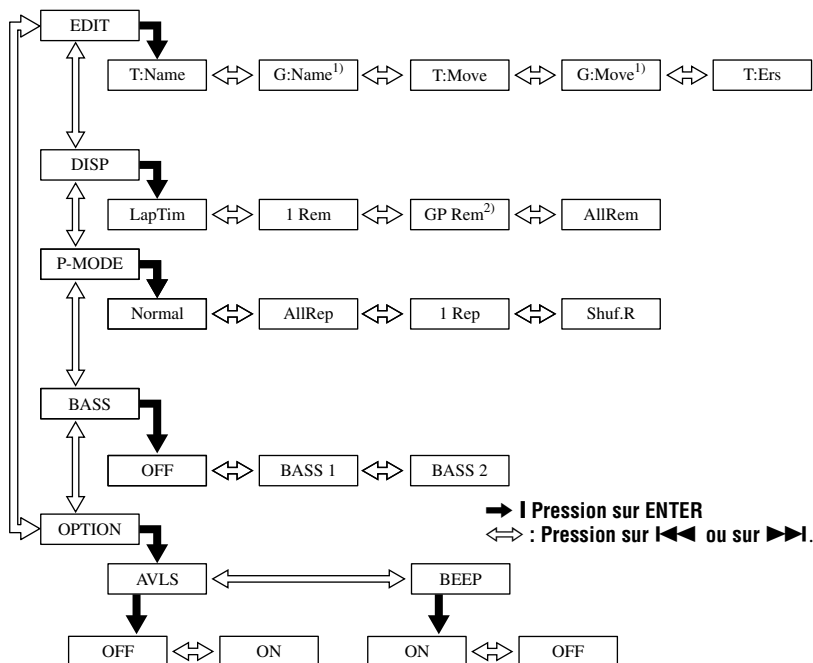 EDIT
T:Name G:Name1) T:Move G:Move1) T:Ers
DISP
LapTim 1 Rem GP Rem2) AllRem
P-MODE
Normal AllRep 1 Rep Shuf.R
BASS
OFF BASS 1 BASS 2
Pression sur ENTER
OPTION
: Pression sur ou sur .
AVLS BEEP
OFF ON ON OFF